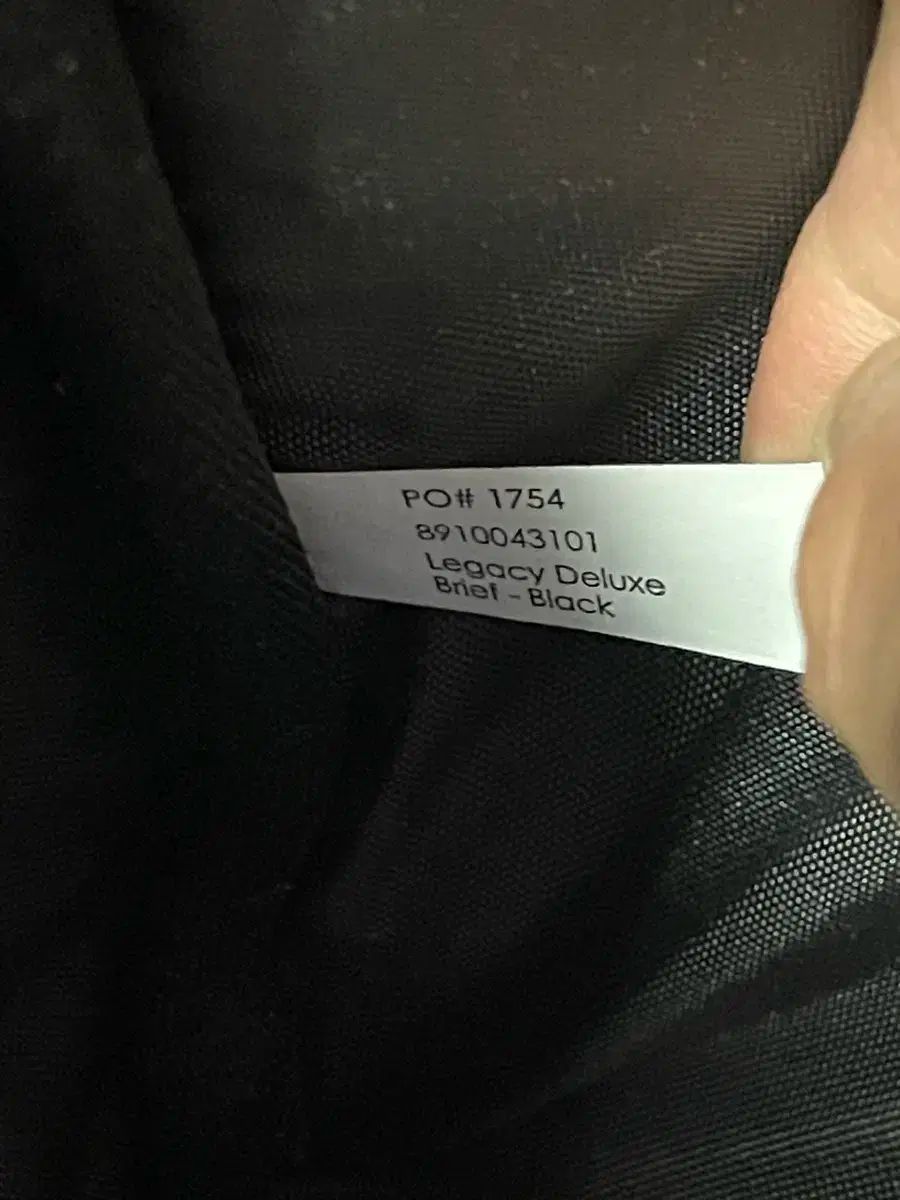 PO# 1754
8910043101
Legacy Deluxe
Brief - Black